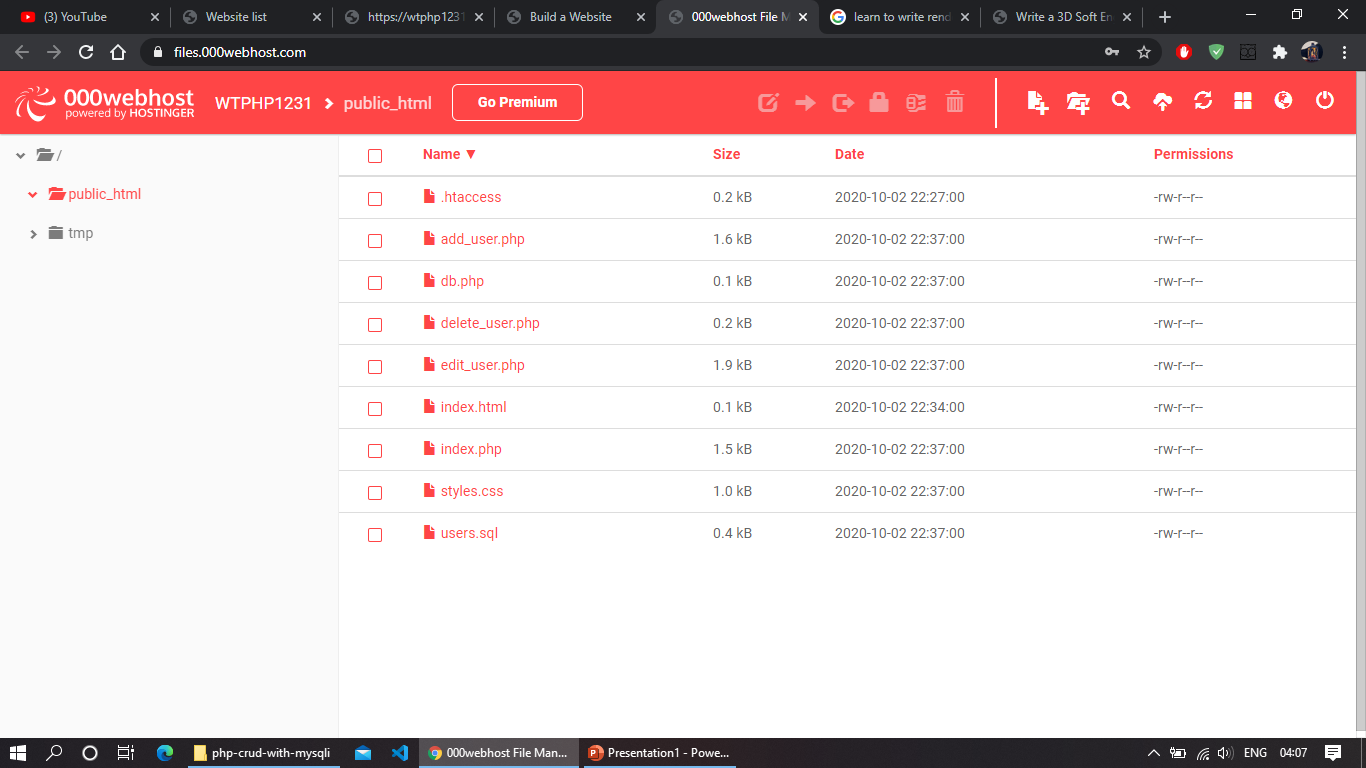 (3) YouTube
Website list
https://wtphp1231
Build a Website
000webhost File M
learn to write rend
Write a 3D Soft En
files.000webhost.com
000webhost
powered by HOSTINGER
WTPHP1231 > public_html
Go Premium
/
public_html
tmp
Name ▼ Size Date Permissions
.htaccess 0.2 kB 2020-10-02 22:27:00 -rw-r--r--
add_user.php 1.6 kB 2020-10-02 22:37:00 -rw-r--r--
db.php 0.1 kB 2020-10-02 22:37:00 -rw-r--r--
delete_user.php 0.2 kB 2020-10-02 22:37:00 -rw-r--r--
edit_user.php 1.9 kB 2020-10-02 22:37:00 -rw-r--r--
index.html 0.1 kB 2020-10-02 22:34:00 -rw-r--r--
index.php 1.5 kB 2020-10-02 22:37:00 -rw-r--r--
styles.css 1.0 kB 2020-10-02 22:37:00 -rw-r--r--
users.sql 0.4 kB 2020-10-02 22:37:00 -rw-r--r--
php-crud-with-mysqli
000webhost File Man...
Presentation1 - Powe...
ENG
04:07